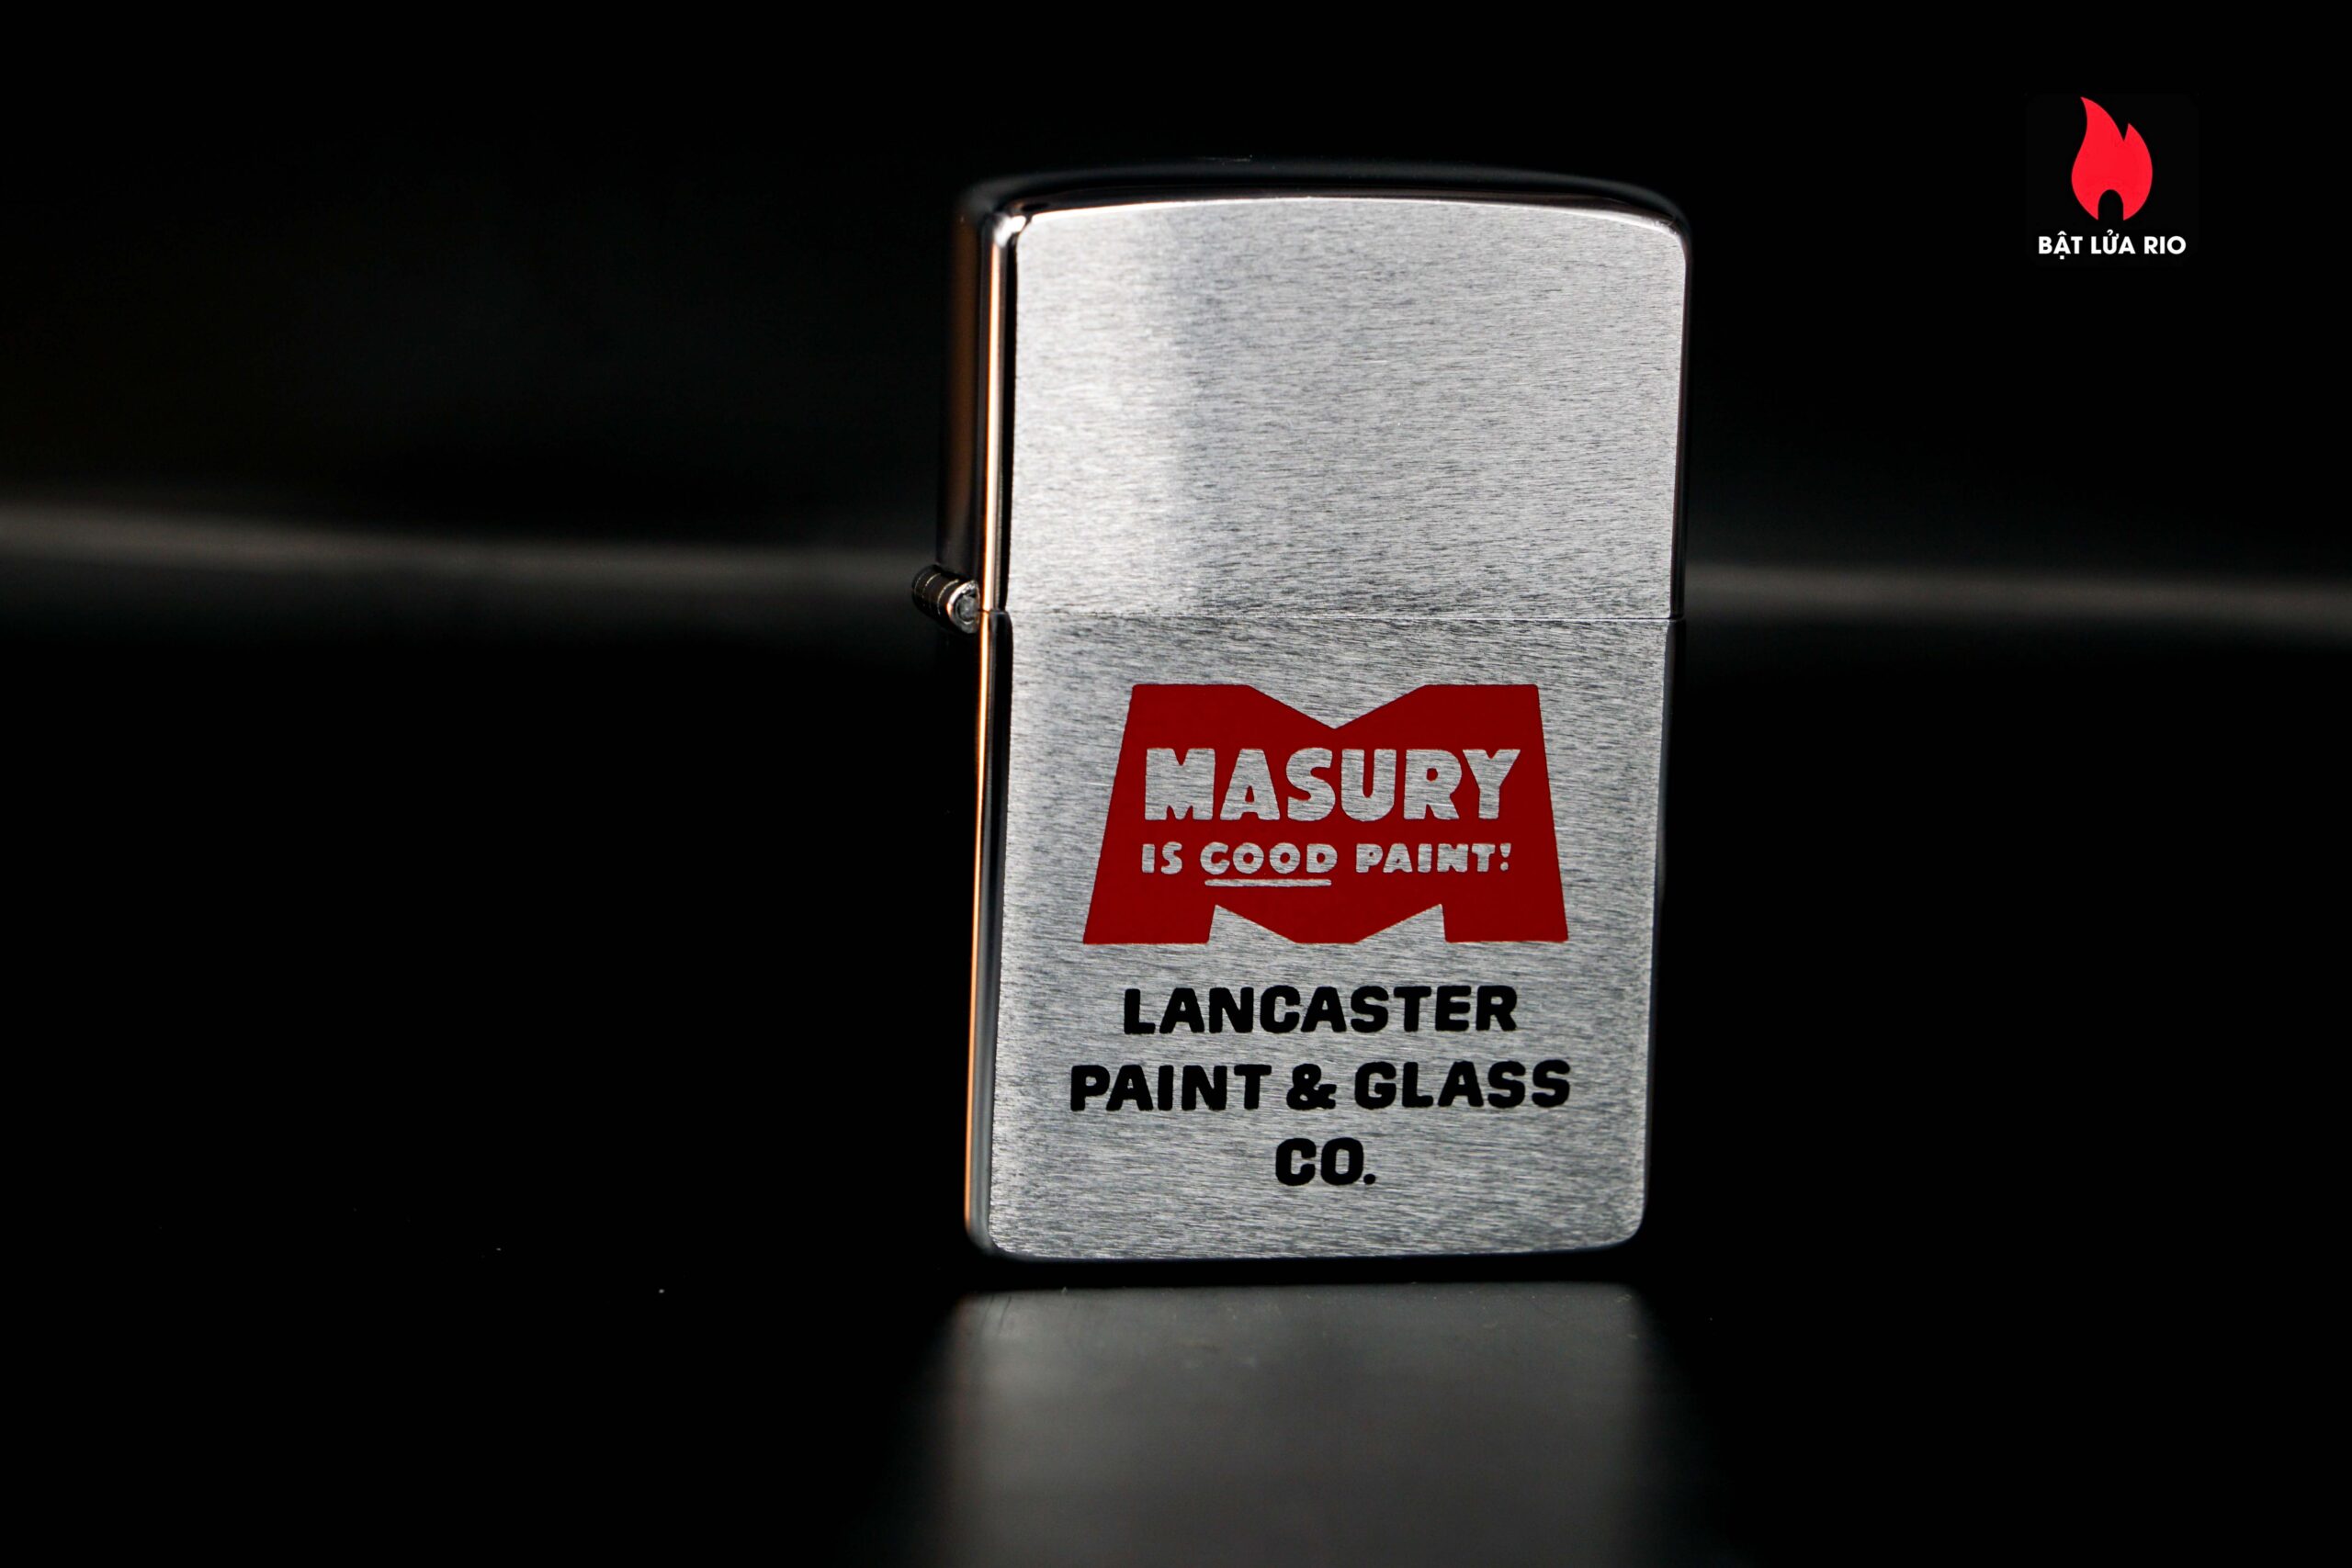 BẬT LỬA RIO
MASURY
IS GOOD PAINT!
LANCASTER
PAINT & GLASS
CO.